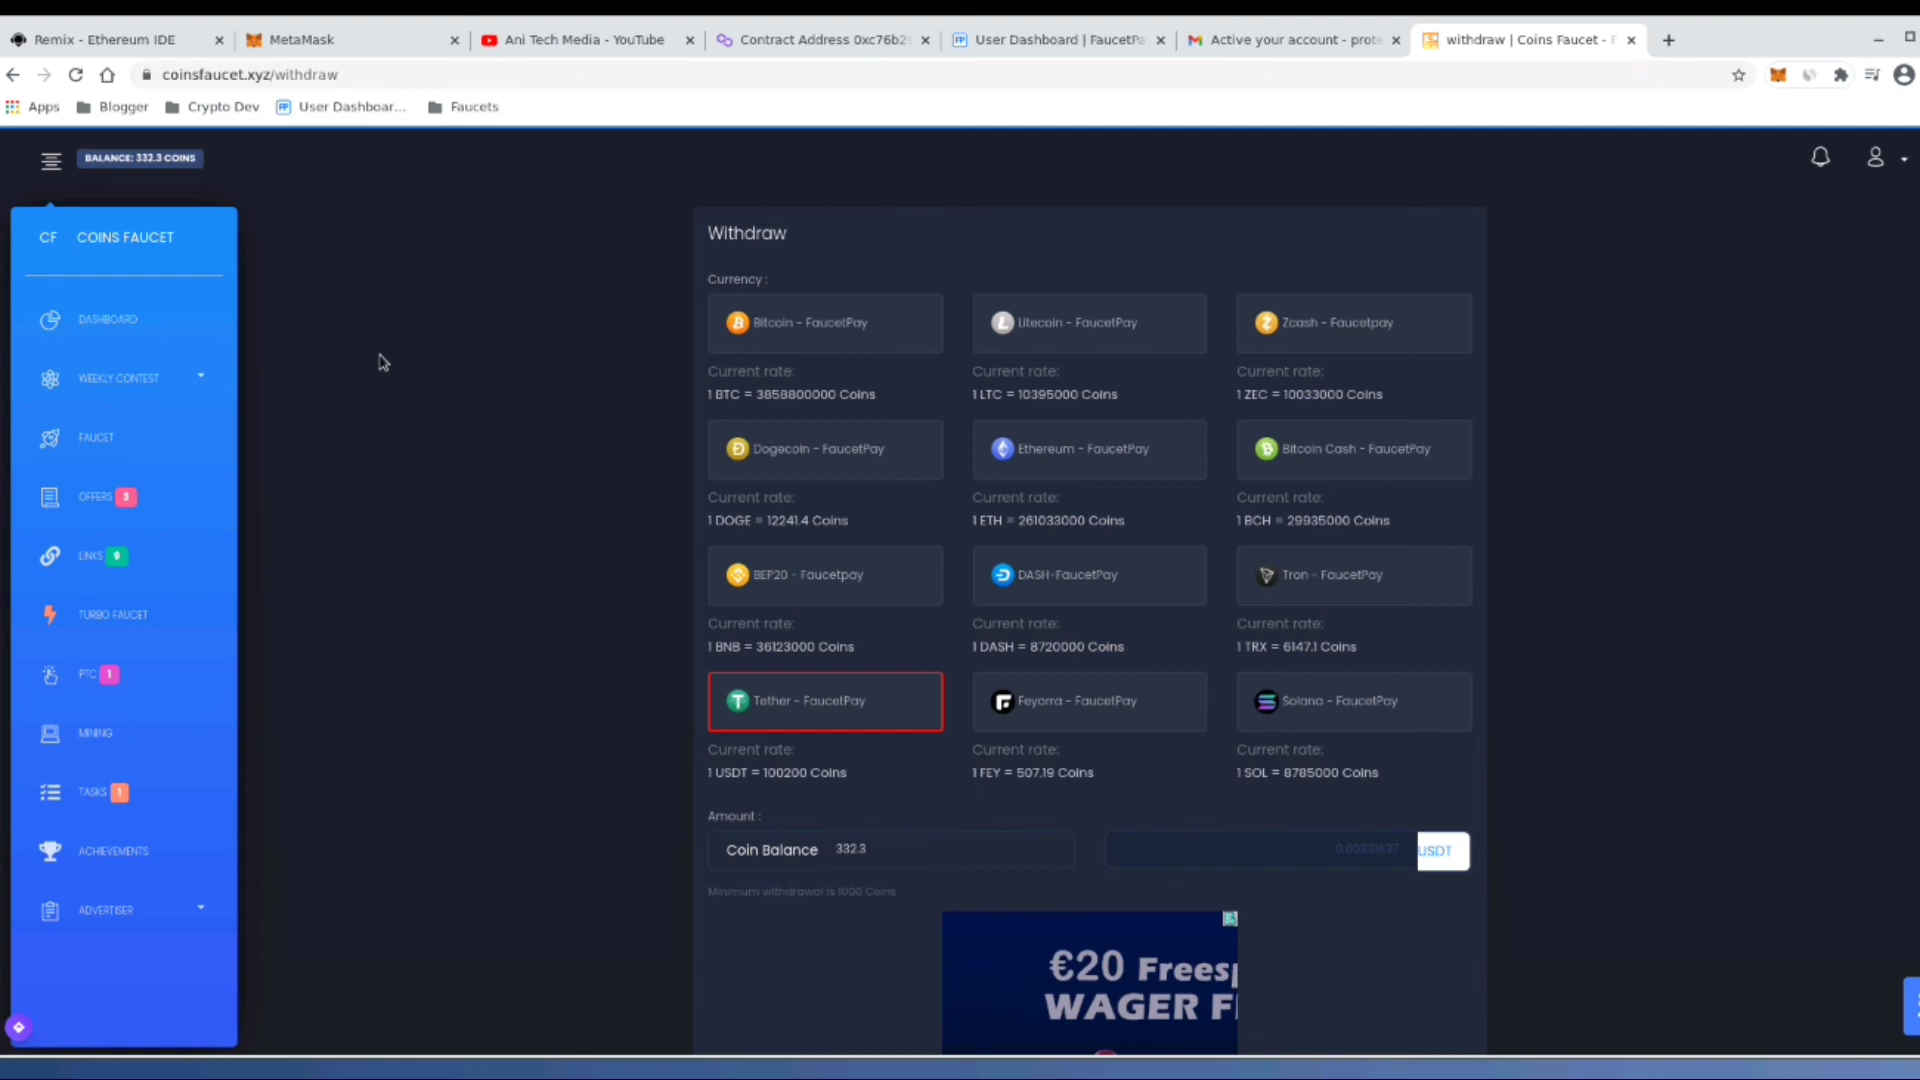 Remix - Ethereum IDE
MetaMask
Ani Tech Media - YouTube
Contract Address 0xc76b2
User Dashboard | FaucetPa
Active your account - prote
withdraw | Coins Faucet - F
coinsfaucet.xyz/withdraw
Apps
Blogger
Crypto Dev
User Dashboar...
Faucets
BALANCE: 332.3 COINS
CF COINS FAUCET
DASHBOARD
WEEKLY CONTEST
FAUCET
OFFERS 3
LINKS 9
TURBO FAUCET
PTC 1
MINING
TASKS 1
ACHIEVEMENTS
ADVERTISER
Withdraw
Currency :
Bitcoin - FaucetPay
Litecoin - FaucetPay
Zcash - Faucetpay
Current rate:
Current rate:
Current rate:
1 BTC = 3858800000 Coins
1 LTC = 10395000 Coins
1 ZEC = 10033000 Coins
Dogecoin - FaucetPay
Ethereum - FaucetPay
Bitcoin Cash - FaucetPay
Current rate:
Current rate:
Current rate:
1 DOGE = 12241.4 Coins
1 ETH = 261033000 Coins
1 BCH = 29935000 Coins
BEP20 - Faucetpay
DASH-FaucetPay
Tron - FaucetPay
Current rate:
Current rate:
Current rate:
1 BNB = 36123000 Coins
1 DASH = 8720000 Coins
1 TRX = 6147.1 Coins
Tether - FaucetPay
Feyorra - FaucetPay
Solana - FaucetPay
Current rate:
Current rate:
Current rate:
1 USDT = 100200 Coins
1 FEY = 507.19 Coins
1 SOL = 8785000 Coins
Amount :
Coin Balance 332.3
0.00331637 USDT
Minimum withdrawal is 1000 Coins
€20 Freesp
WAGER F